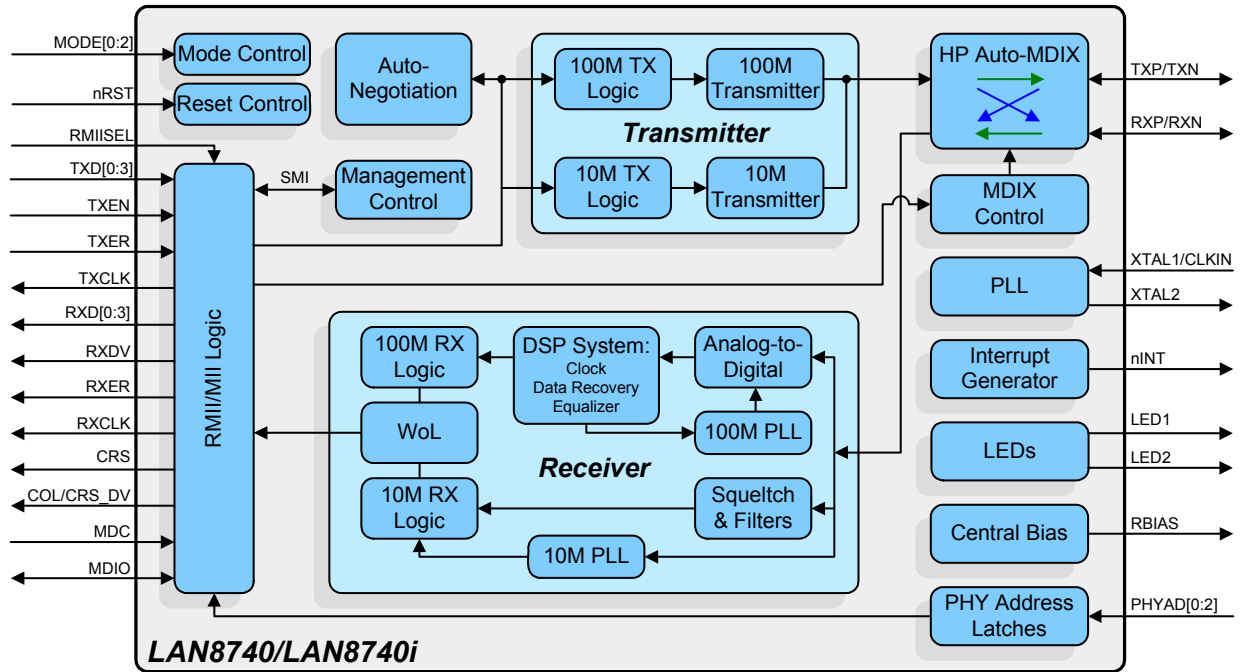 MODE[0:2]
nRST
RMIISEL
TXD[0:3]
TXEN
TXER
TXCLK
RXD[0:3]
RXDV
RXER
RXCLK
CRS
COL/CRS_DV
MDC
MDIO
Mode Control
Reset Control
RMII/MII Logic
SMI
Auto-
Negotiation
Management
Control
100M TX
Logic
100M
Transmitter
Transmitter
10M TX
Logic
10M
Transmitter
HP Auto-MDIX
MDIX
Control
PLL
Interrupt
Generator
LEDs
Central Bias
PHY Address
Latches
100M RX
Logic
WoL
10M RX
Logic
DSP System:
Clock
Data Recovery
Equalizer
Analog-to-
Digital
100M PLL
Receiver
Squeltch
& Filters
10M PLL
TXP/TXN
RXP/RXN
XTAL1/CLKIN
XTAL2
nINT
LED1
LED2
RBIAS
PHYAD[0:2]
LAN8740/LAN8740i